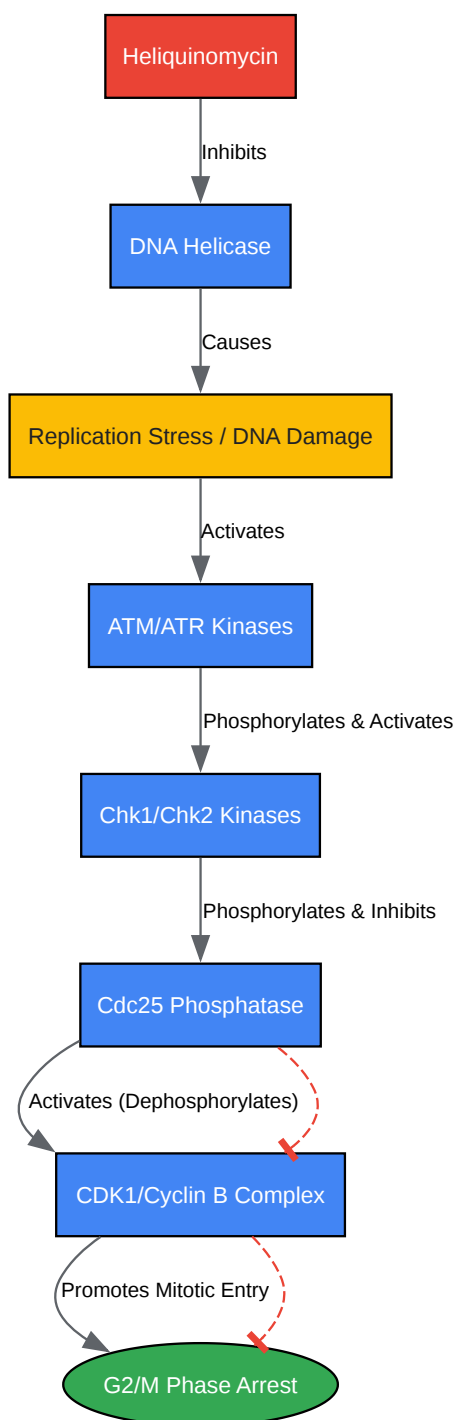 Heliquinomycin
Inhibits
DNA Helicase
Causes
Replication Stress / DNA Damage
Activates
ATM/ATR Kinases
Phosphorylates & Activates
Chk1/Chk2 Kinases
Phosphorylates & Inhibits
Cdc25 Phosphatase
Activates (Dephosphorylates)
CDK1/Cyclin B Complex
Promotes Mitotic Entry
G2/M Phase Arrest